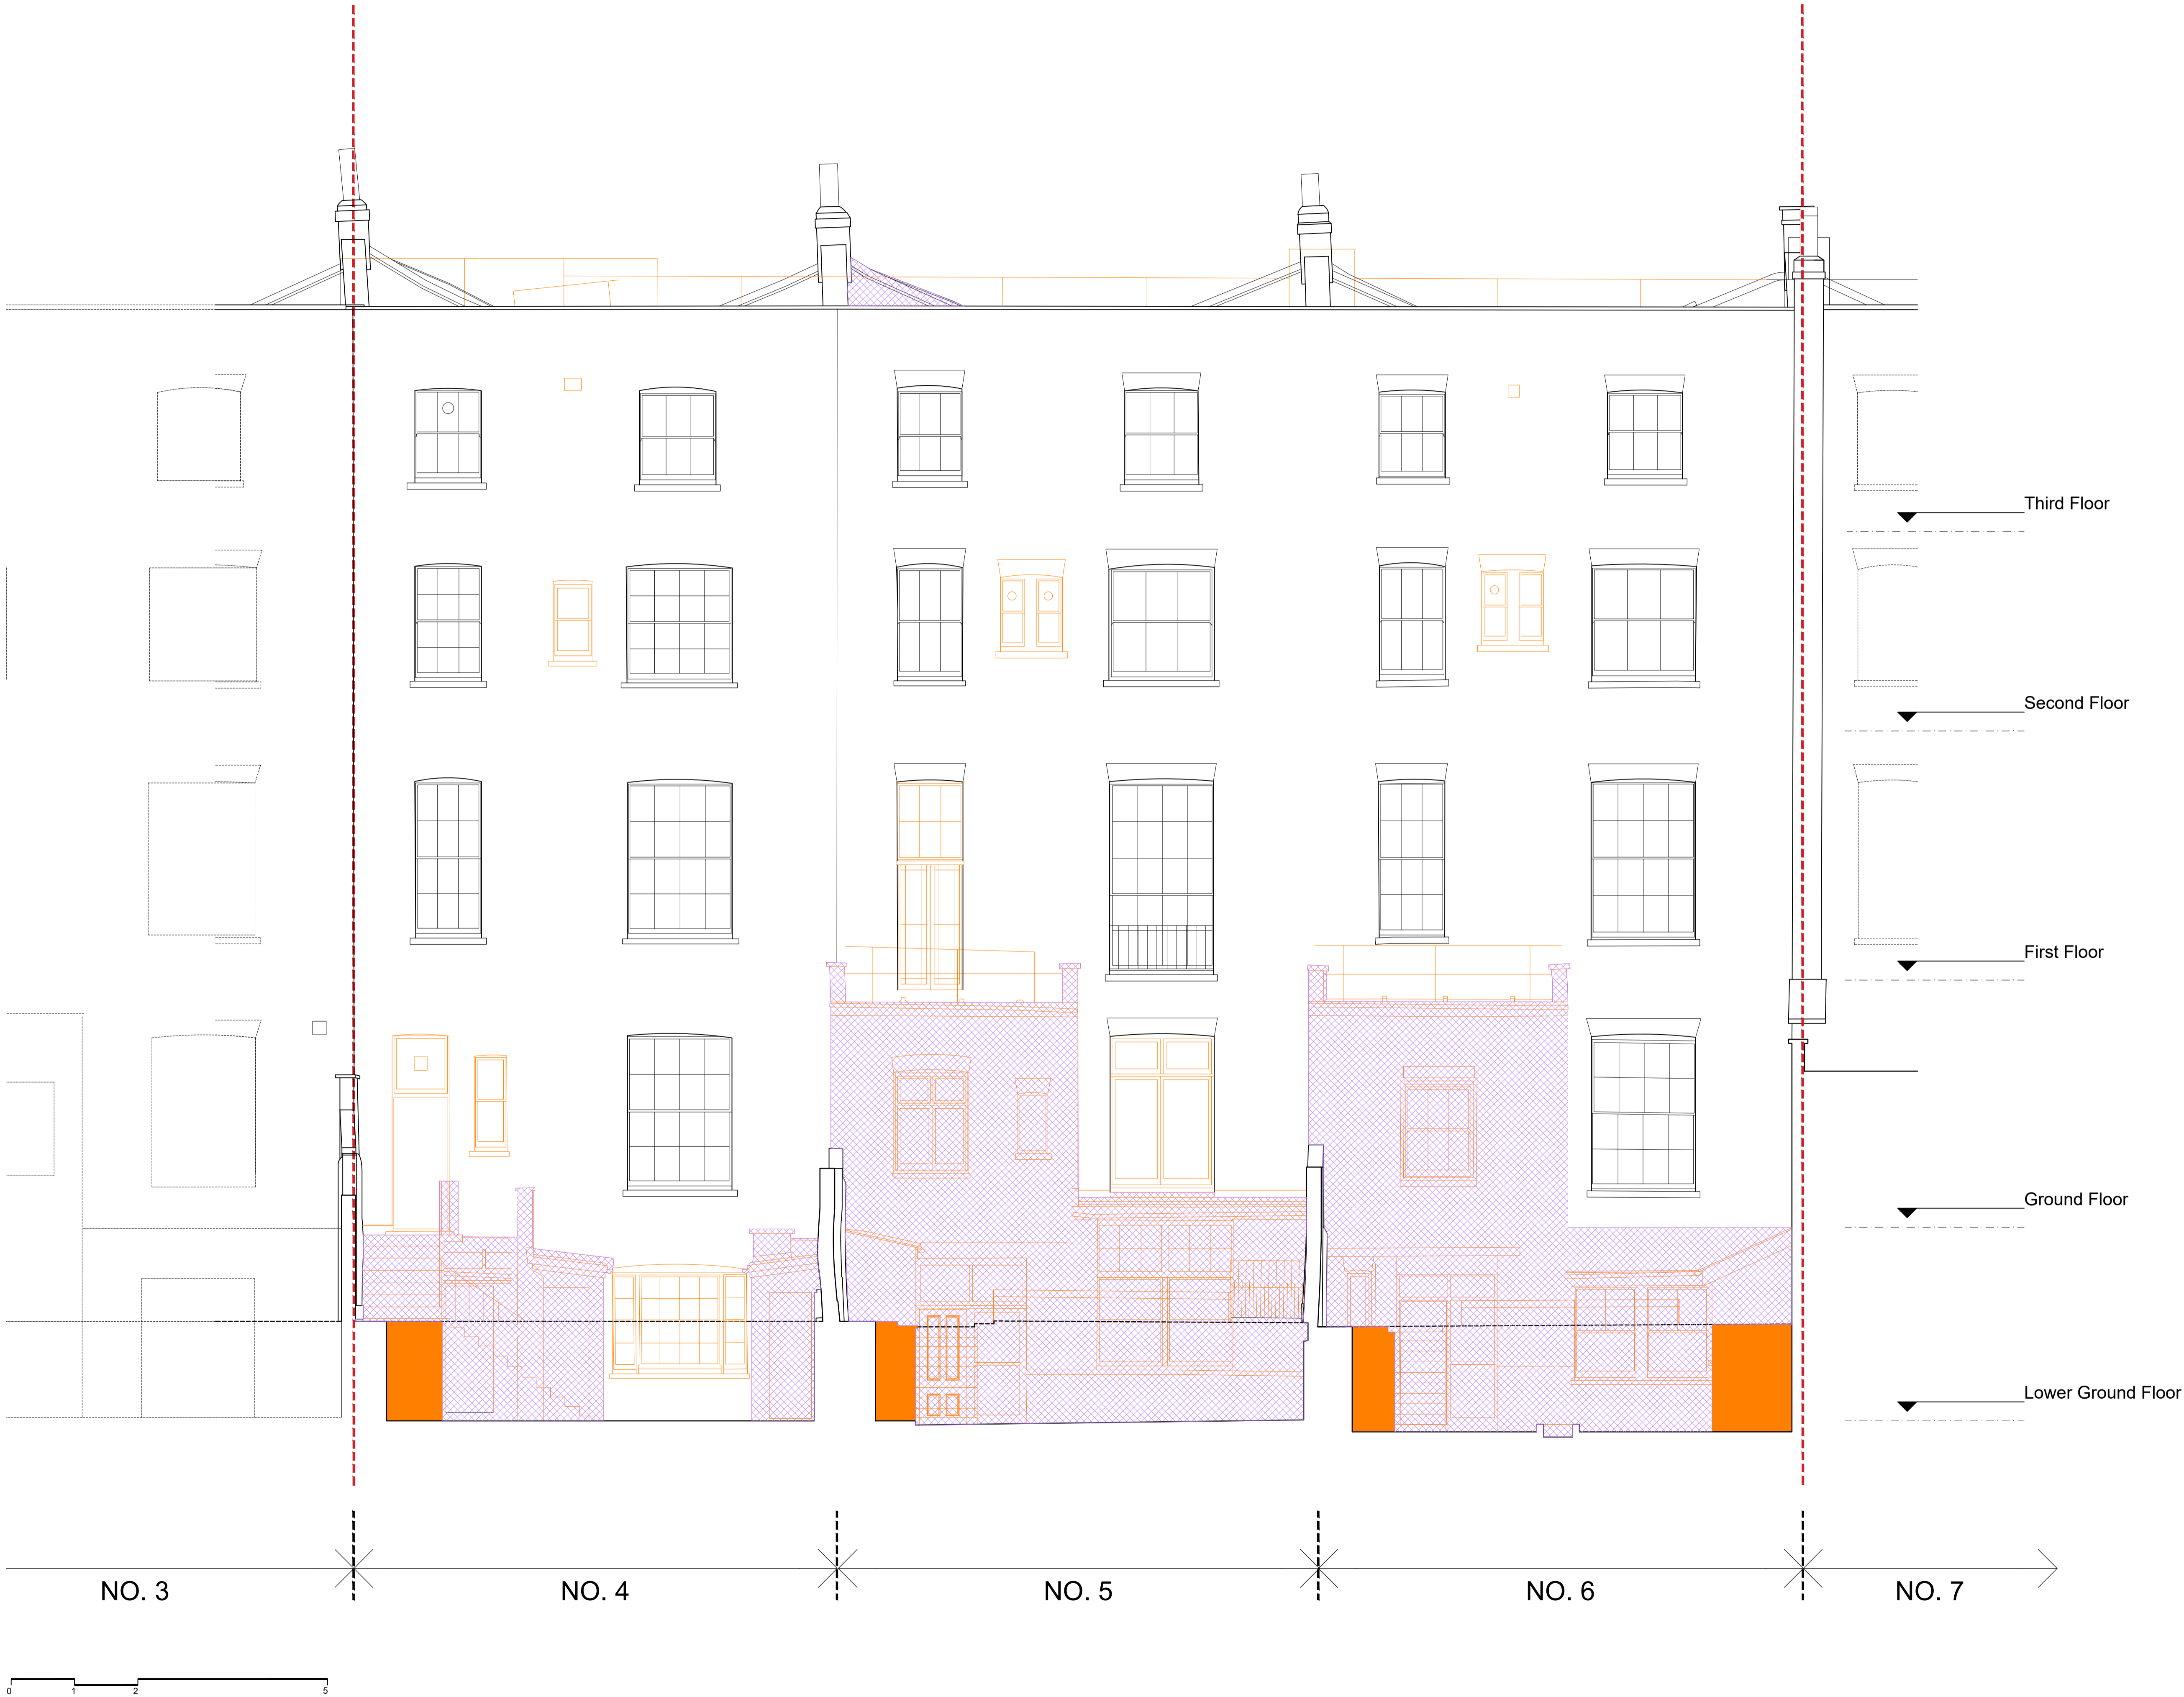 Third Floor
Second Floor
First Floor
Ground Floor
Lower Ground Floor
NO. 3 NO. 4 NO. 5 NO. 6 NO. 7
0 1 2 5